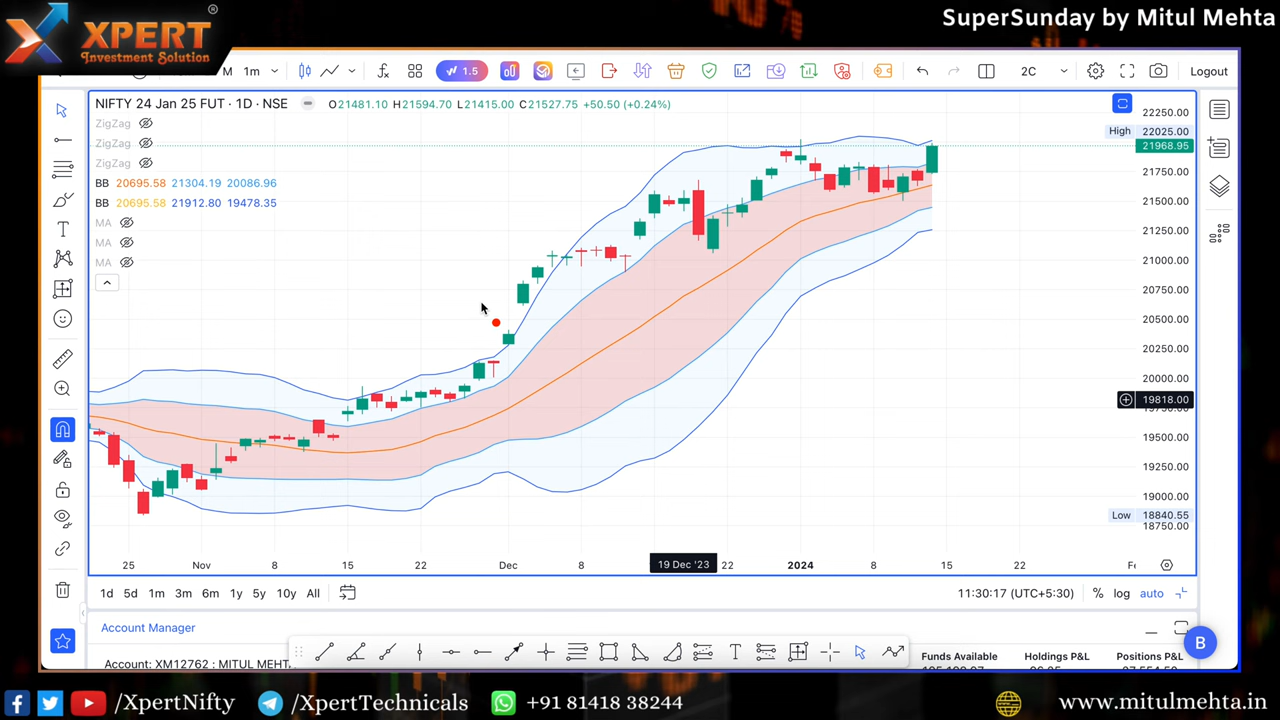 SuperSunday by Mitul Mehta
XPERT®
Investment Solution
M 1m 1.5 2C Logout
NIFTY 24 Jan 25 FUT · 1D · NSE O21481.10 H21594.70 L21415.00 C21527.75 +50.50 (+0.24%)
ZigZag
ZigZag
ZigZag
BB 20695.58 21304.19 20086.96
BB 20695.58 21912.80 19478.35
MA
MA
MA
22250.00
High 22025.00
21968.95
21750.00
21500.00
21250.00
21000.00
20750.00
20500.00
20250.00
20000.00
19818.00
19500.00
19250.00
19000.00
Low 18840.55
18750.00
25 Nov 8 15 22 Dec 8 19 Dec '23 22 2024 8 15 22
1d 5d 1m 3m 6m 1y 5y 10y All 11:30:17 (UTC+5:30) % log auto
Account Manager
B
Account: XM12762 : MITUL MEHT
Funds Available Holdings P&L Positions P&L
/XpertNifty /XpertTechnicals +91 81418 38244 www.mitulmehta.in